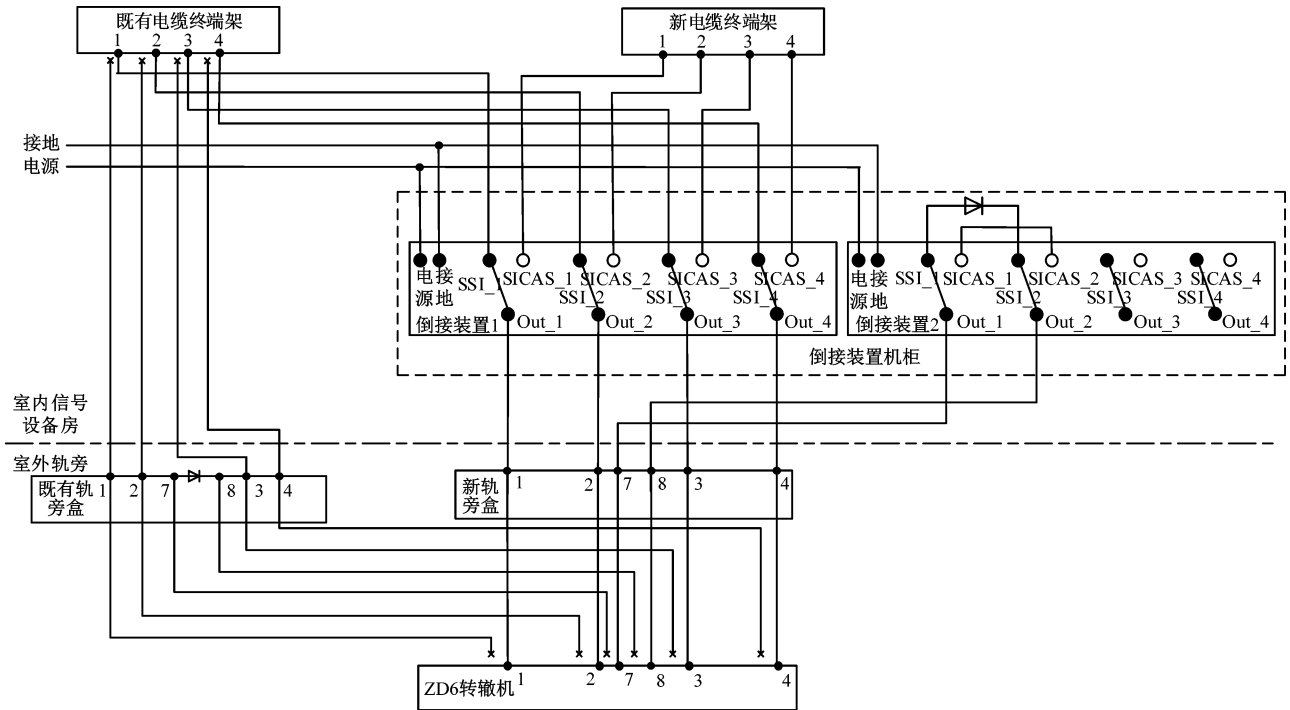 既有电缆终端架
1 2 3 4
新电缆终端架
1 2 3 4
接地
电源
电源 接地 SSI_1 SICAS_1 SSI_2 SICAS_2 SSI_3 SICAS_3 SSI_4 SICAS_4
倒接装置1 Out_1 Out_2 Out_3 Out_4
电源 接地 SSI_1 SICAS_1 SSI_2 SICAS_2 SSI_3 SICAS_3 SSI_4 SICAS_4
倒接装置2 Out_1 Out_2 Out_3 Out_4
倒接装置机柜
室内信号
设备房
室外轨旁
既有轨
旁盒
1 2 7 8 3 4
新轨
旁盒
1 2 7 8 3 4
ZD6转辙机
1 2 7 8 3 4